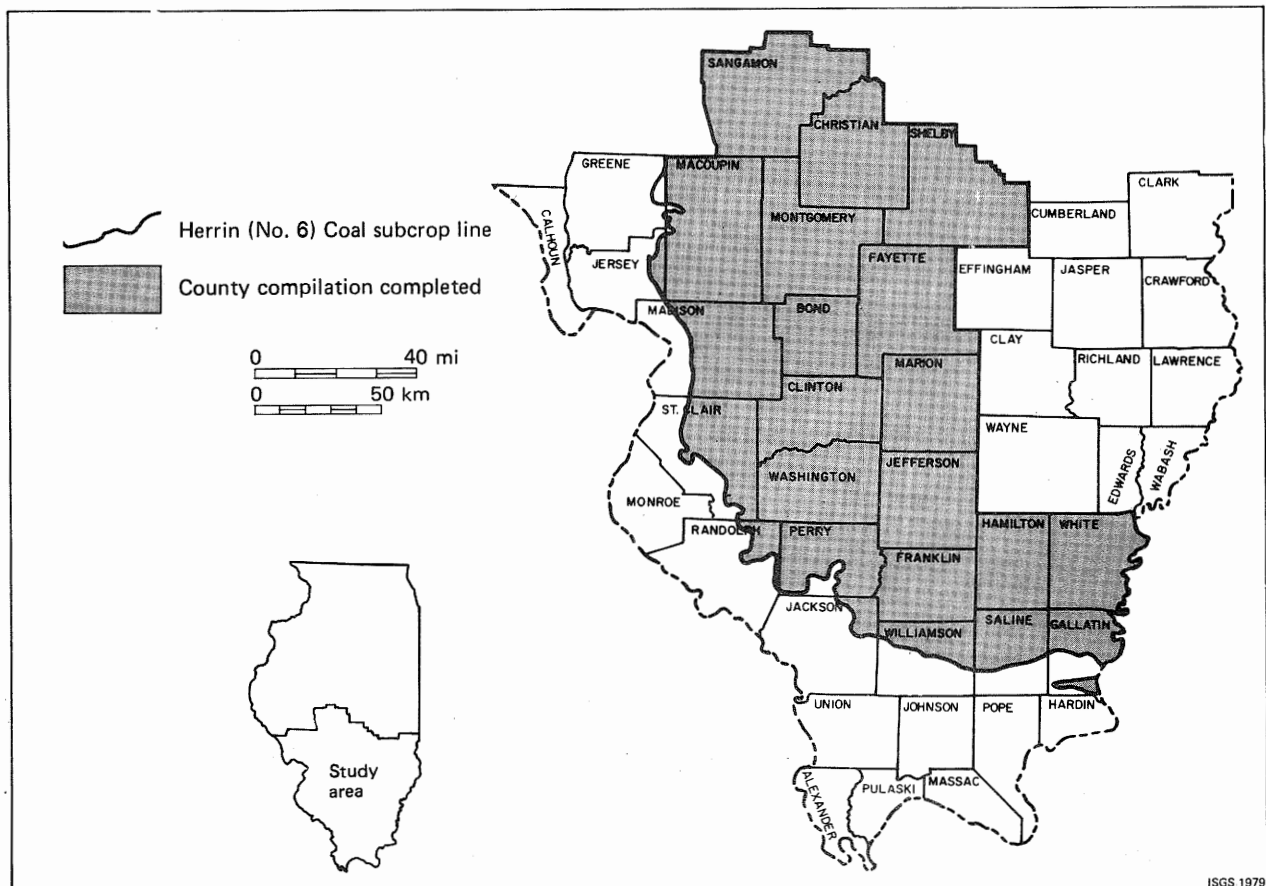 SANGAMON
CHRISTIAN
SHELBY
GREENE
MACOUPIN
CLARK
CUMBERLAND
MONTGOMERY
CALHOUN
Herrin (No. 6) Coal subcrop line
JERSEY
FAYETTE
EFFINGHAM
JASPER
CRAWFORD
County compilation completed
MADISON
BOND
CLAY
0 40 mi
0 50 km
MARION
RICHLAND
LAWRENCE
CLINTON
ST. CLAIR
WAYNE
EDWARDS
WABASH
JEFFERSON
WASHINGTON
MONROE
RANDOLPH
PERRY
HAMILTON
WHITE
FRANKLIN
JACKSON
WILLIAMSON
SALINE
GALLATIN
UNION
JOHNSON
POPE
HARDIN
Study
area
ALEXANDER
PULASKI
MASSAC
ISGS 1979